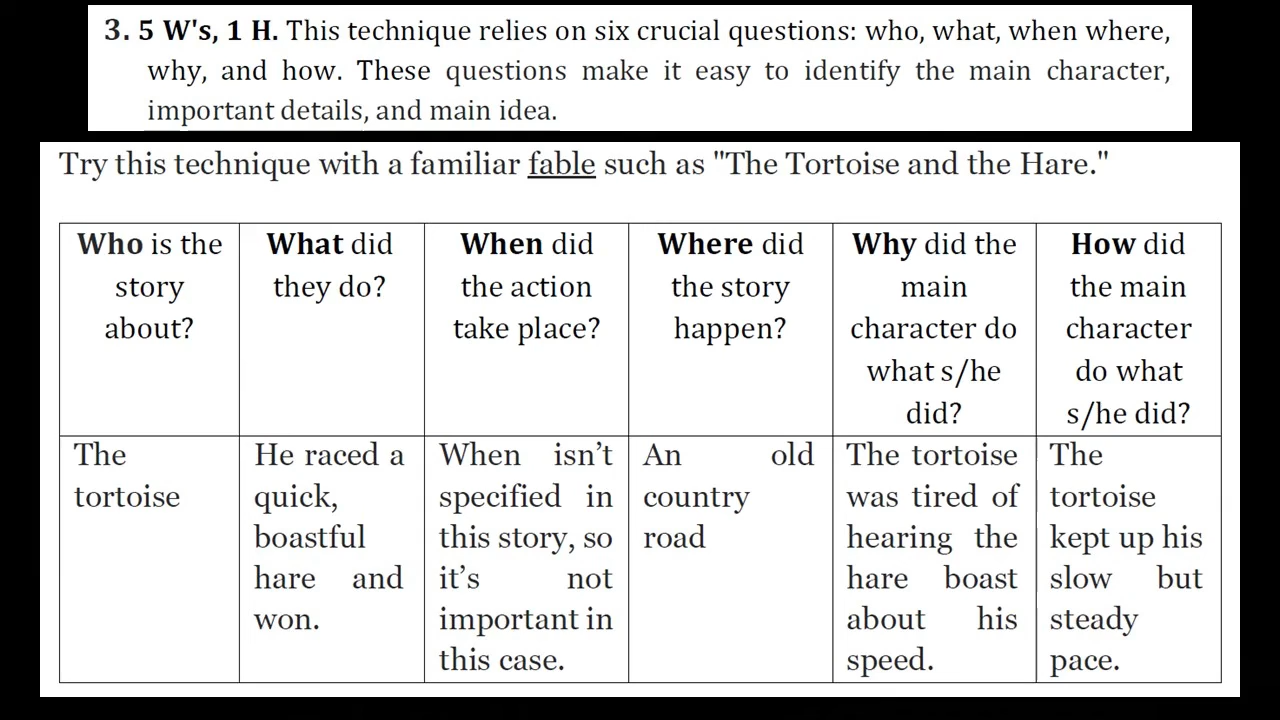 3. 5 W's, 1 H. This technique relies on six crucial questions: who, what, when where,
why, and how. These questions make it easy to identify the main character,
important details, and main idea.
Try this technique with a familiar fable such as "The Tortoise and the Hare."
Who is the
story
about?
What did
they do?
When did
the action
take place?
Where did
the story
happen?
Why did the
main
character do
what s/he
did?
How did
the main
character
do what
s/he did?
The
tortoise
He raced a
quick,
boastful
hare and
won.
When isn’t
specified in
this story, so
it’s not
important in
this case.
An old
country
road
The tortoise
was tired of
hearing the
hare boast
about his
speed.
The
tortoise
kept up his
slow but
steady
pace.